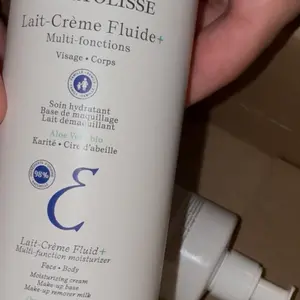 Lait-Crème Fluide+
Multi-fonctions
Visage • Corps
Soin hydratant
Base de maquillage
Lait démaquillant
Aloe Vera
Karité • Cire d'abeille
98%
Lait-Crème Fluid+
Multi-function moisturizer
Face • Body
Moisturizing cream
Make-up base
Make-up remover milk